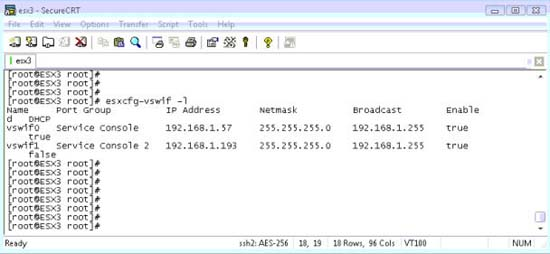 esx3 - SecureCRT
File Edit View Options Transfer Script Tools Help
esx3
[root@ESX3 root]#
[root@ESX3 root]#
[root@ESX3 root]#
[root@ESX3 root]# esxcfg-vswif -l
Name Port Group IP Address Netmask Broadcast Enable
d DHCP
vswif0 Service Console 192.168.1.57 255.255.255.0 192.168.1.255 true
true
vswif1 Service Console 2 192.168.1.193 255.255.255.0 192.168.1.255 true
false
[root@ESX3 root]#
[root@ESX3 root]#
[root@ESX3 root]#
[root@ESX3 root]#
[root@ESX3 root]#
[root@ESX3 root]#
[root@ESX3 root]#
Ready ssh2: AES-256 18, 19 18 Rows, 96 Cols VT100 NUM